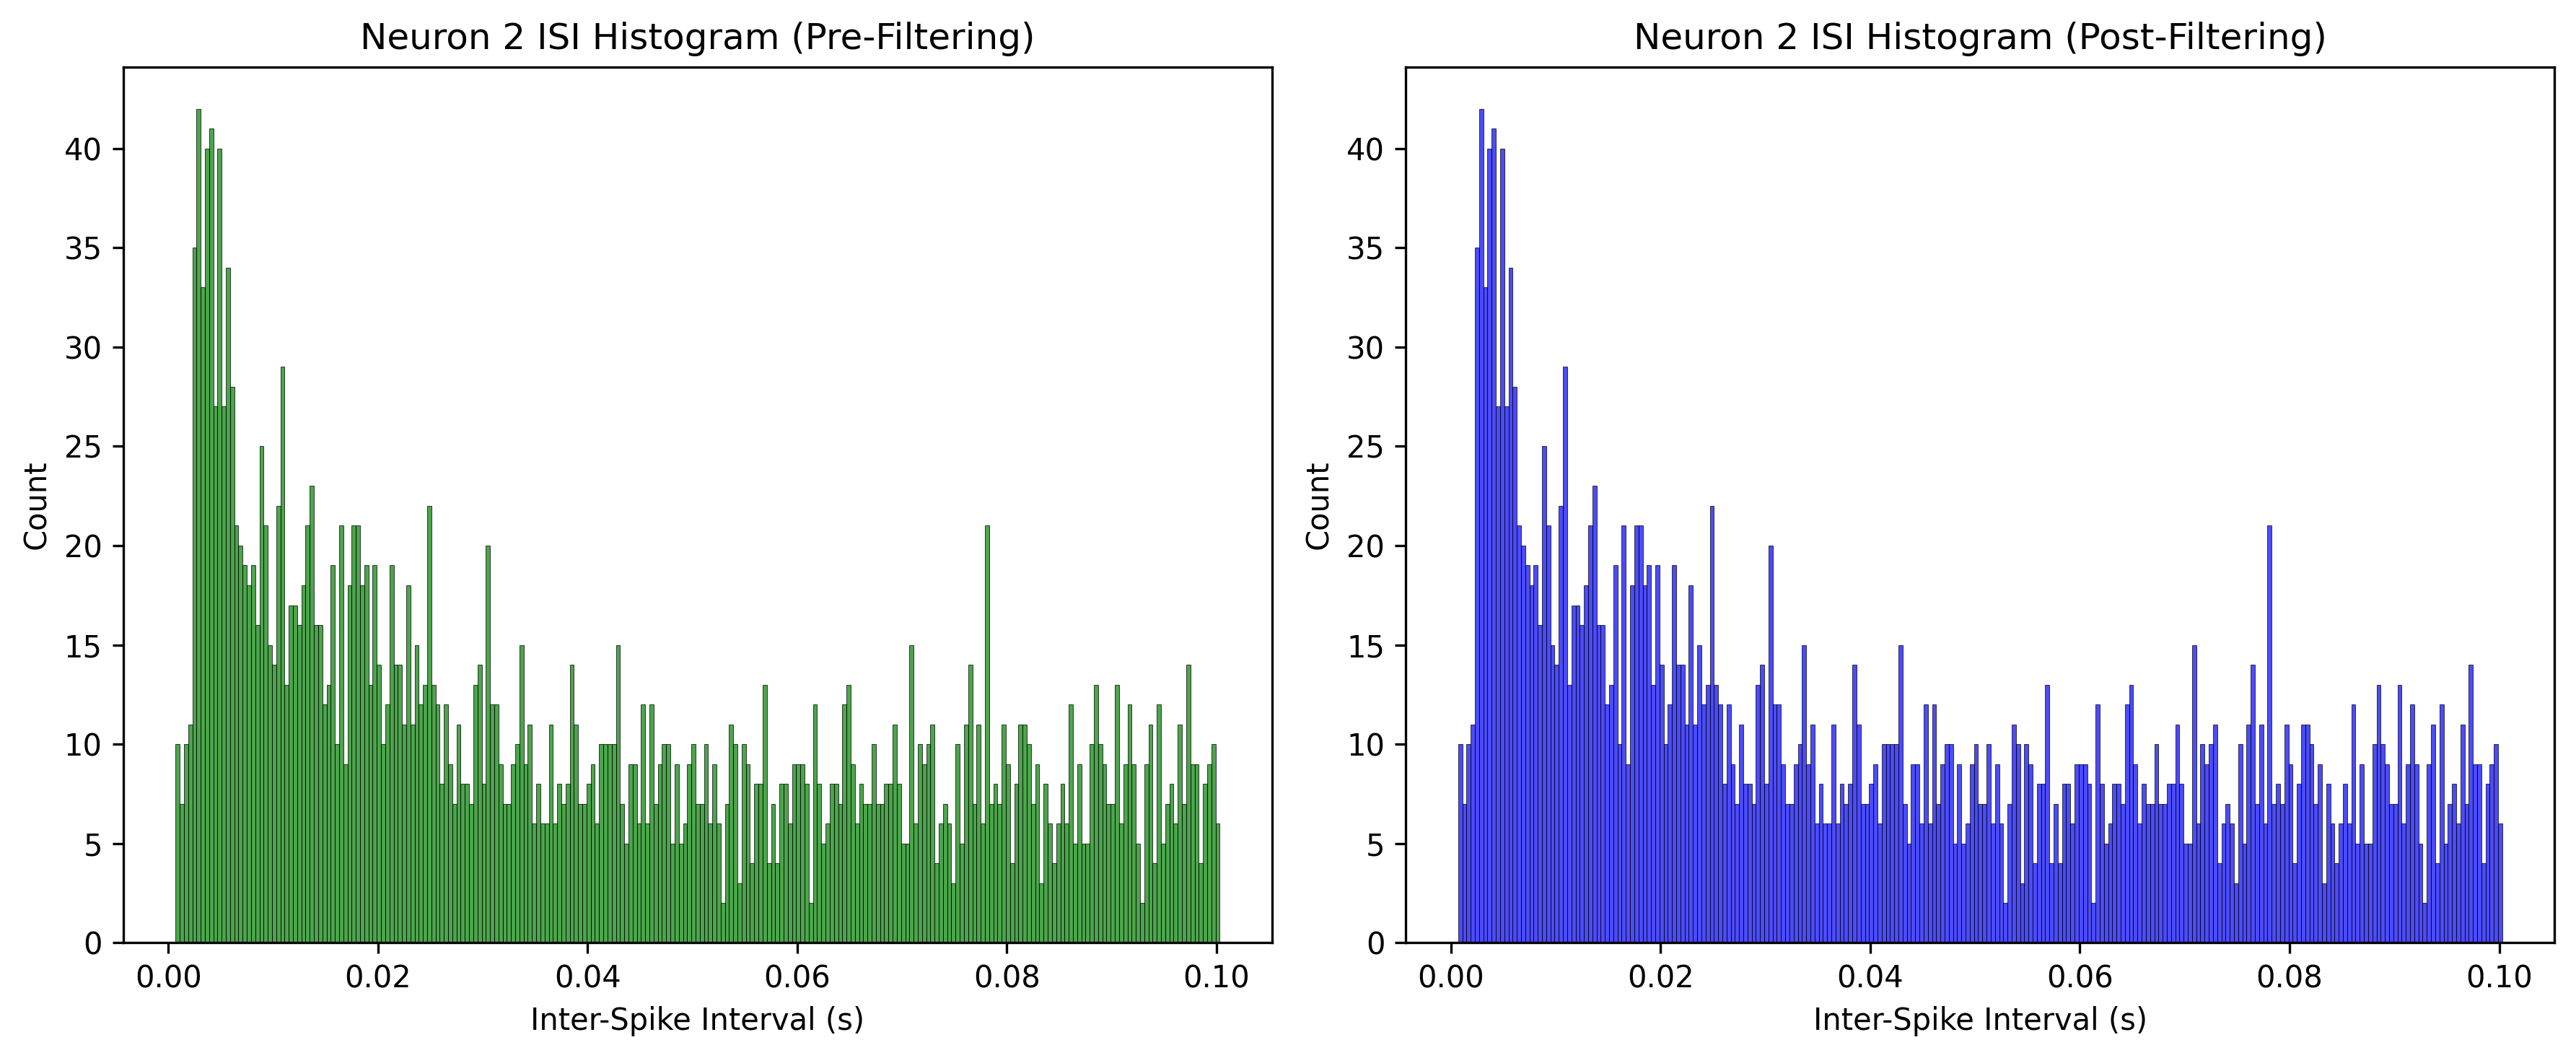 Neuron 2 ISI Histogram (Pre-Filtering)
Count
40
35
30
25
20
15
10
5
0
0.00 0.02 0.04 0.06 0.08 0.10
Inter-Spike Interval (s)
Neuron 2 ISI Histogram (Post-Filtering)
Count
40
35
30
25
20
15
10
5
0
0.00 0.02 0.04 0.06 0.08 0.10
Inter-Spike Interval (s)